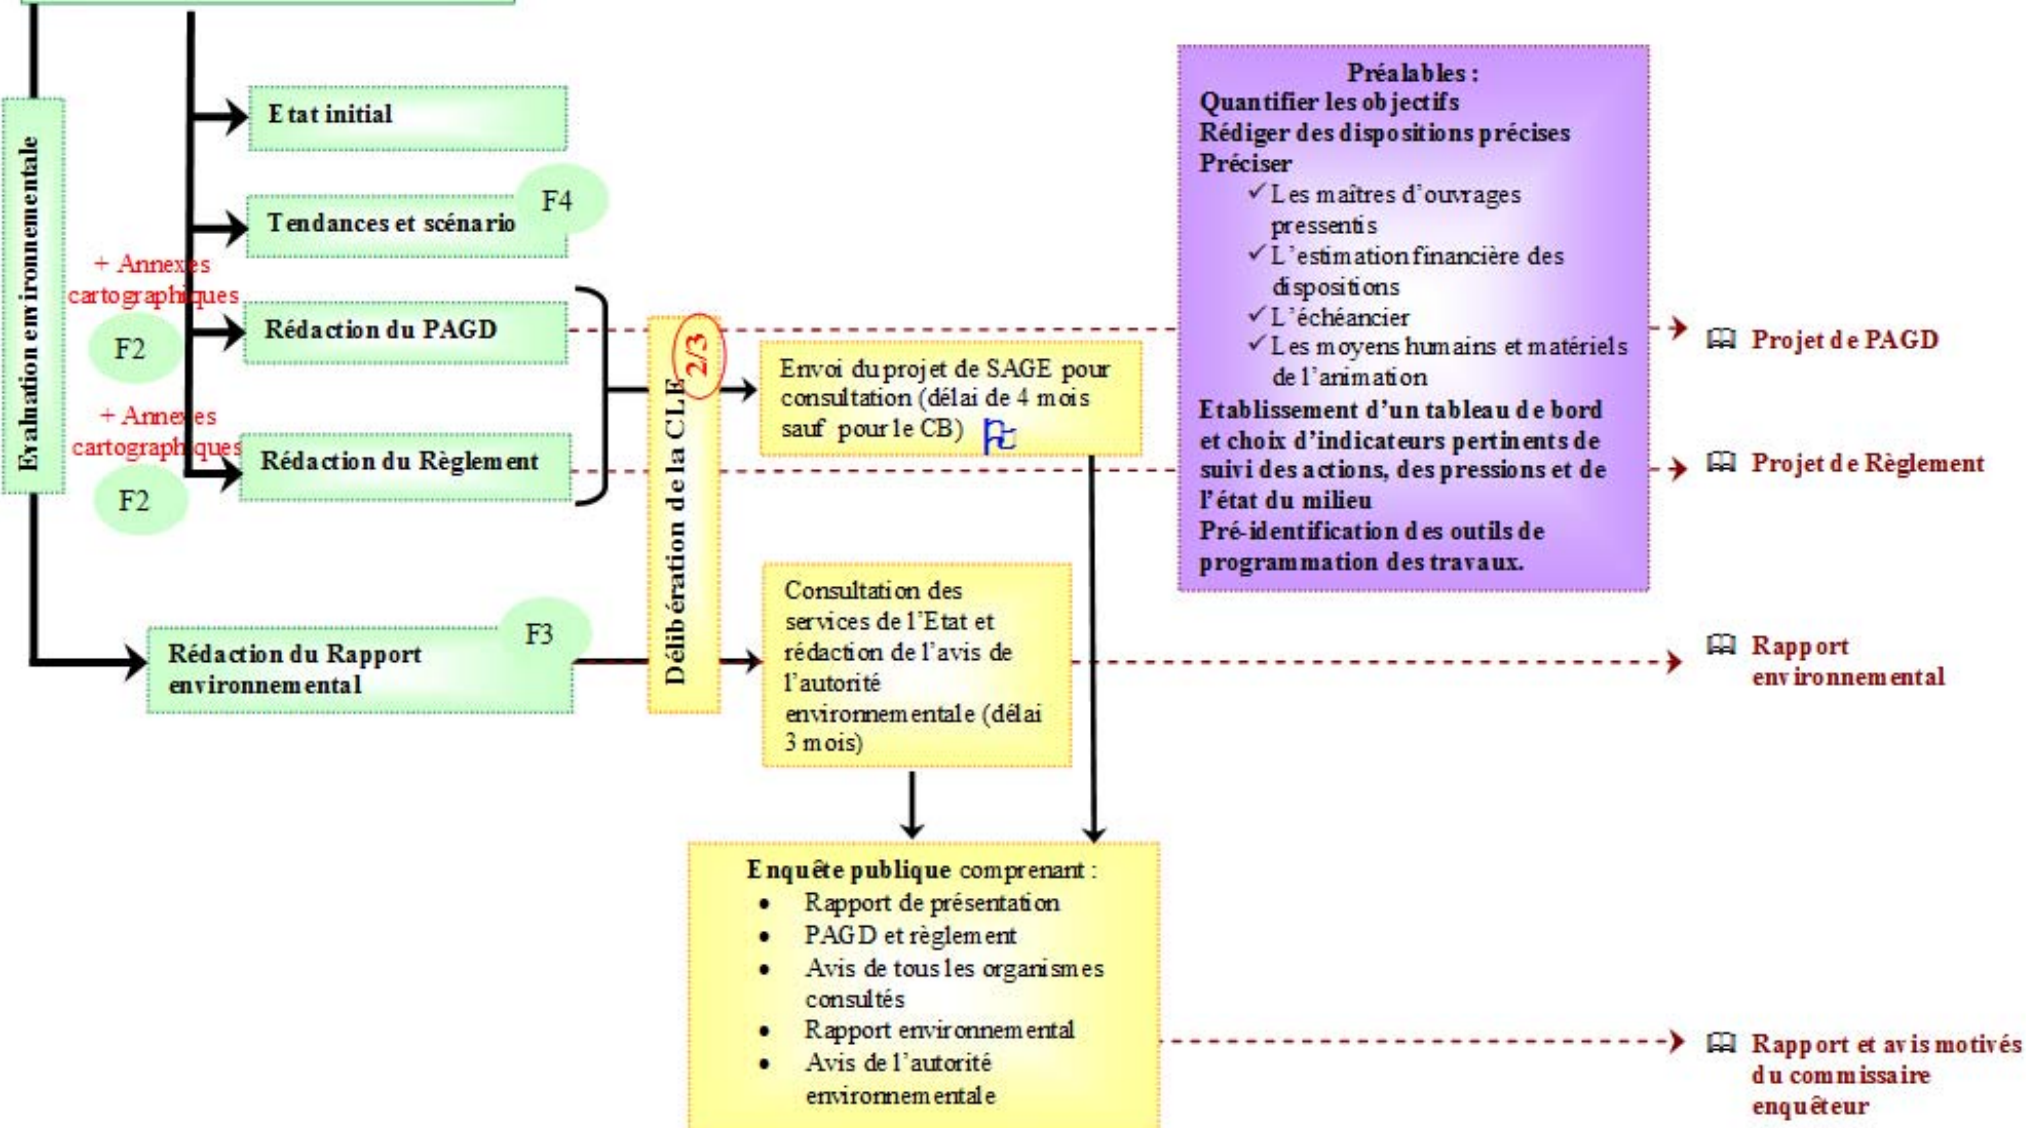 Evaluation environnementale
Etat initial
Tendances et scénario
F4
+ Annexes
cartographiques
F2
Rédaction du PAGD
+ Annexes
cartographiques
F2
Rédaction du Règlement
Rédaction du Rapport
environnemental
F3
Délibération de la CLE
2/3
Envoi du projet de SAGE pour
consultation (délai de 4 mois
sauf pour le CB)
Consultation des
services de l'Etat et
rédaction de l'avis de
l'autorité
environnementale (délai
3 mois)
Enquête publique comprenant :
• Rapport de présentation
• PAGD et règlement
• Avis de tous les organismes
consultés
• Rapport environnemental
• Avis de l'autorité
environnementale
Préalables :
Quantifier les objectifs
Rédiger des dispositions précises
Préciser
✓ Les maîtres d'ouvrages
pressentis
✓ L'estimation financière des
dispositions
✓ L'échéancier
✓ Les moyens humains et matériels
de l'animation
Etablissement d'un tableau de bord
et choix d'indicateurs pertinents de
suivi des actions, des pressions et de
l'état du milieu
Pré-identification des outils de
programmation des travaux.
Projet de PAGD
Projet de Règlement
Rapport
environnemental
Rapport et avis motivés
du commissaire
enquêteur